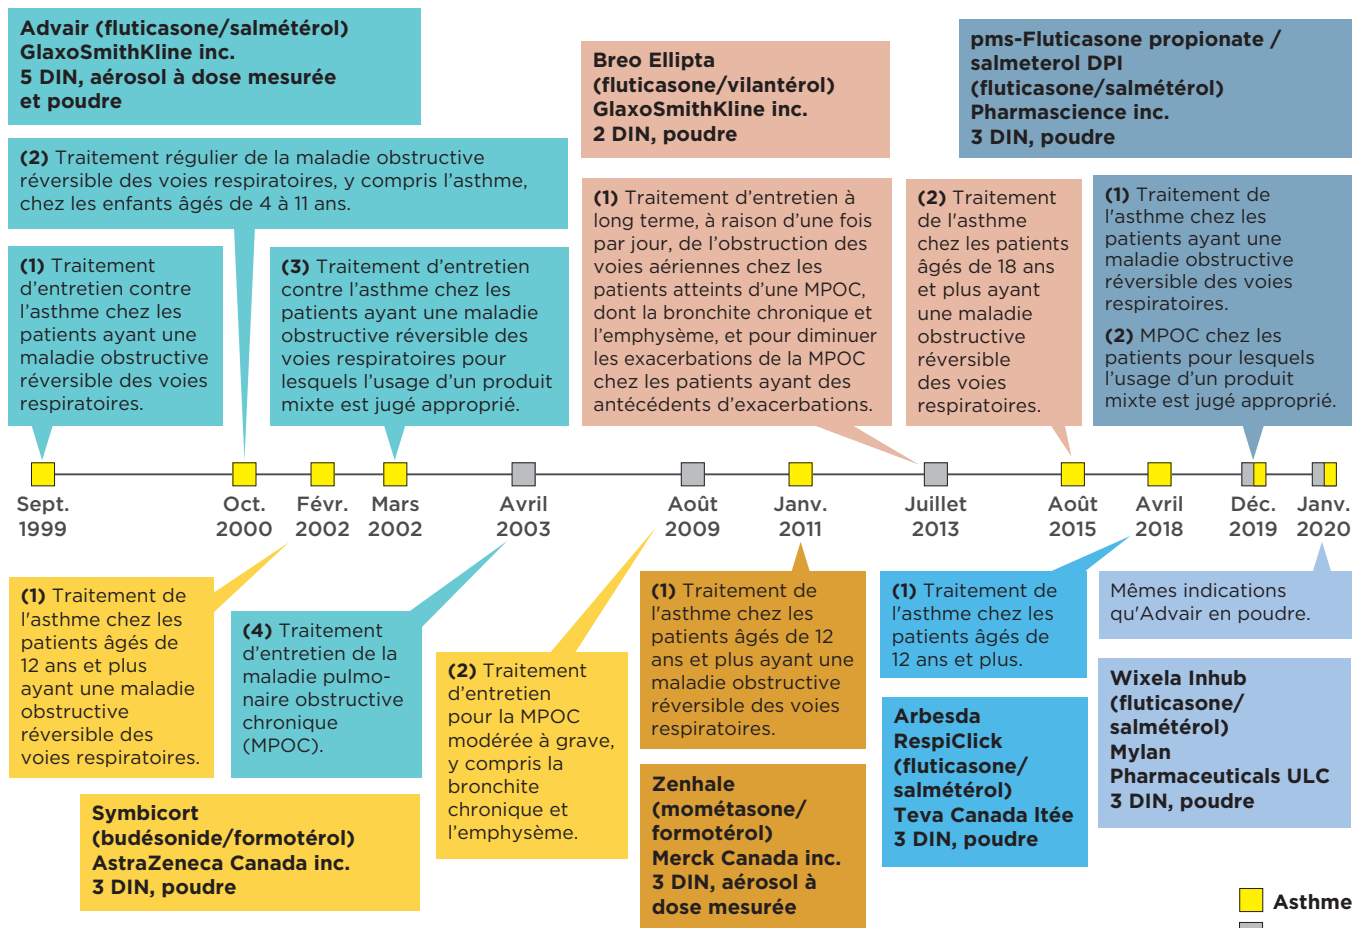 Advair (fluticasone/salmétérol)
GlaxoSmithKline inc.
5 DIN, aérosol à dose mesurée
et poudre
Breo Ellipta
(fluticasone/vilantérol)
GlaxoSmithKline inc.
2 DIN, poudre
pms-Fluticasone propionate /
salmeterol DPI
(fluticasone/salmétérol)
Pharmascience inc.
3 DIN, poudre
(2) Traitement régulier de la maladie obstructive
réversible des voies respiratoires, y compris l’asthme,
chez les enfants âgés de 4 à 11 ans.
(1) Traitement
d’entretien contre
l’asthme chez les
patients ayant une
maladie obstructive
réversible des voies
respiratoires.
(3) Traitement d’entretien
contre l’asthme chez les
patients ayant une maladie
obstructive réversible des
voies respiratoires pour
lesquels l’usage d’un produit
mixte est jugé approprié.
(1) Traitement d’entretien à
long terme, à raison d’une fois
par jour, de l’obstruction des
voies aériennes chez les
patients atteints d’une MPOC,
dont la bronchite chronique et
l’emphysème, et pour diminuer
les exacerbations de la MPOC
chez les patients ayant des
antécédents d’exacerbations.
(2) Traitement
de l'asthme
chez les patients
âgés de 18 ans
et plus ayant
une maladie
obstructive
réversible
des voies
respiratoires.
(1) Traitement de
l'asthme chez les
patients ayant une
maladie obstructive
réversible des voies
respiratoires.
(2) MPOC chez les
patients pour lesquels
l’usage d’un produit
mixte est jugé approprié.
Sept.
1999
Oct.
2000
Févr.
2002
Mars
2002
Avril
2003
Août
2009
Janv.
2011
Juillet
2013
Août
2015
Avril
2018
Déc.
2019
Janv.
2020
(1) Traitement de
l'asthme chez les
patients âgés de
12 ans et plus
ayant une maladie
obstructive
réversible des
voies respiratoires.
(4) Traitement
d’entretien de la
maladie pulmo-
naire obstructive
chronique
(MPOC).
(2) Traitement
d’entretien
pour la MPOC
modérée à grave,
y compris la
bronchite
chronique et
l’emphysème.
(1) Traitement de
l'asthme chez les
patients âgés de 12
ans et plus ayant une
maladie obstructive
réversible des voies
respiratoires.
(1) Traitement de
l'asthme chez les
patients âgés de
12 ans et plus.
Mêmes indications
qu'Advair en poudre.
Symbicort
(budésonide/formotérol)
AstraZeneca Canada inc.
3 DIN, poudre
Zenhale
(mométasone/
formotérol)
Merck Canada inc.
3 DIN, aérosol à
dose mesurée
Arbesda
RespiClick
(fluticasone/
salmétérol)
Teva Canada ltée
3 DIN, poudre
Wixela Inhub
(fluticasone/
salmétérol)
Mylan
Pharmaceuticals ULC
3 DIN, poudre
Asthme